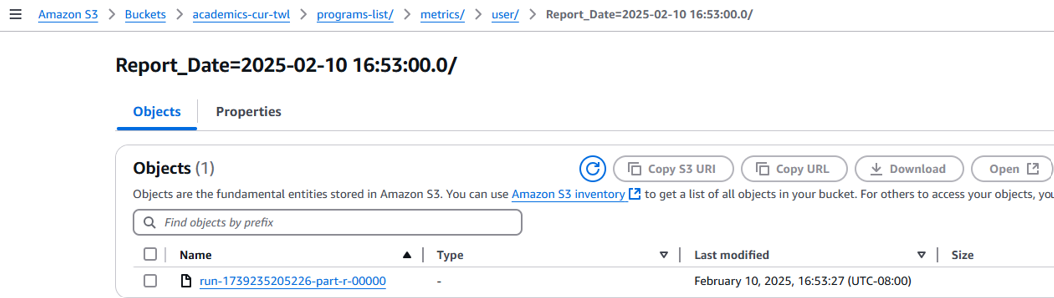 Amazon S3 > Buckets > academics-cur-twl > programs-list/ > metrics/ > user/ > Report_Date=2025-02-10 16:53:00.0/
Report_Date=2025-02-10 16:53:00.0/
Objects Properties
Objects (1) Copy S3 URI Copy URL Download Open
Objects are the fundamental entities stored in Amazon S3. You can use Amazon S3 inventory to get a list of all objects in your bucket. For others to access your objects, you
Find objects by prefix
Name Type Last modified Size
run-1739235205226-part-r-00000 - February 10, 2025, 16:53:27 (UTC-08:00)